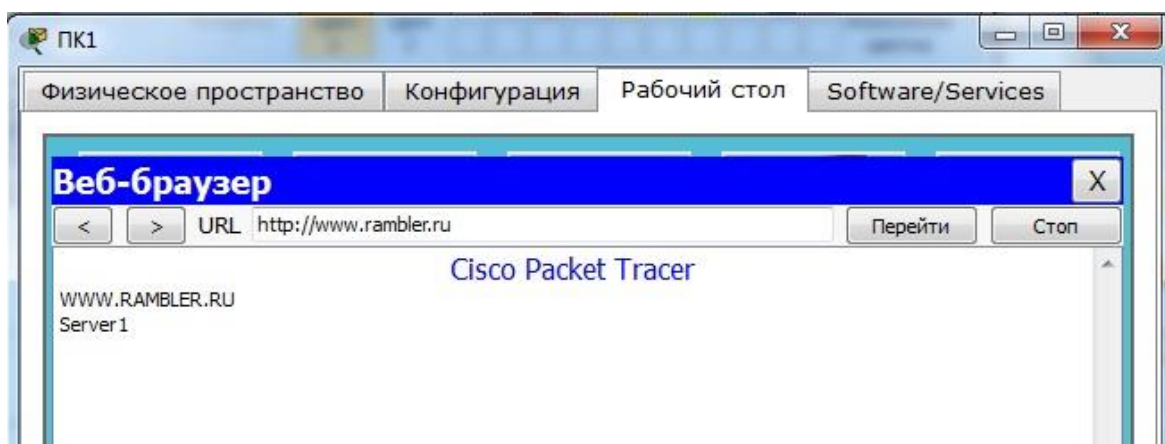 ПК1
Физическое пространство Конфигурация Рабочий стол Software/Services
Веб-браузер X
< > URL http://www.rambler.ru Перейти Стоп
Cisco Packet Tracer
WWW.RAMBLER.RU
Server1